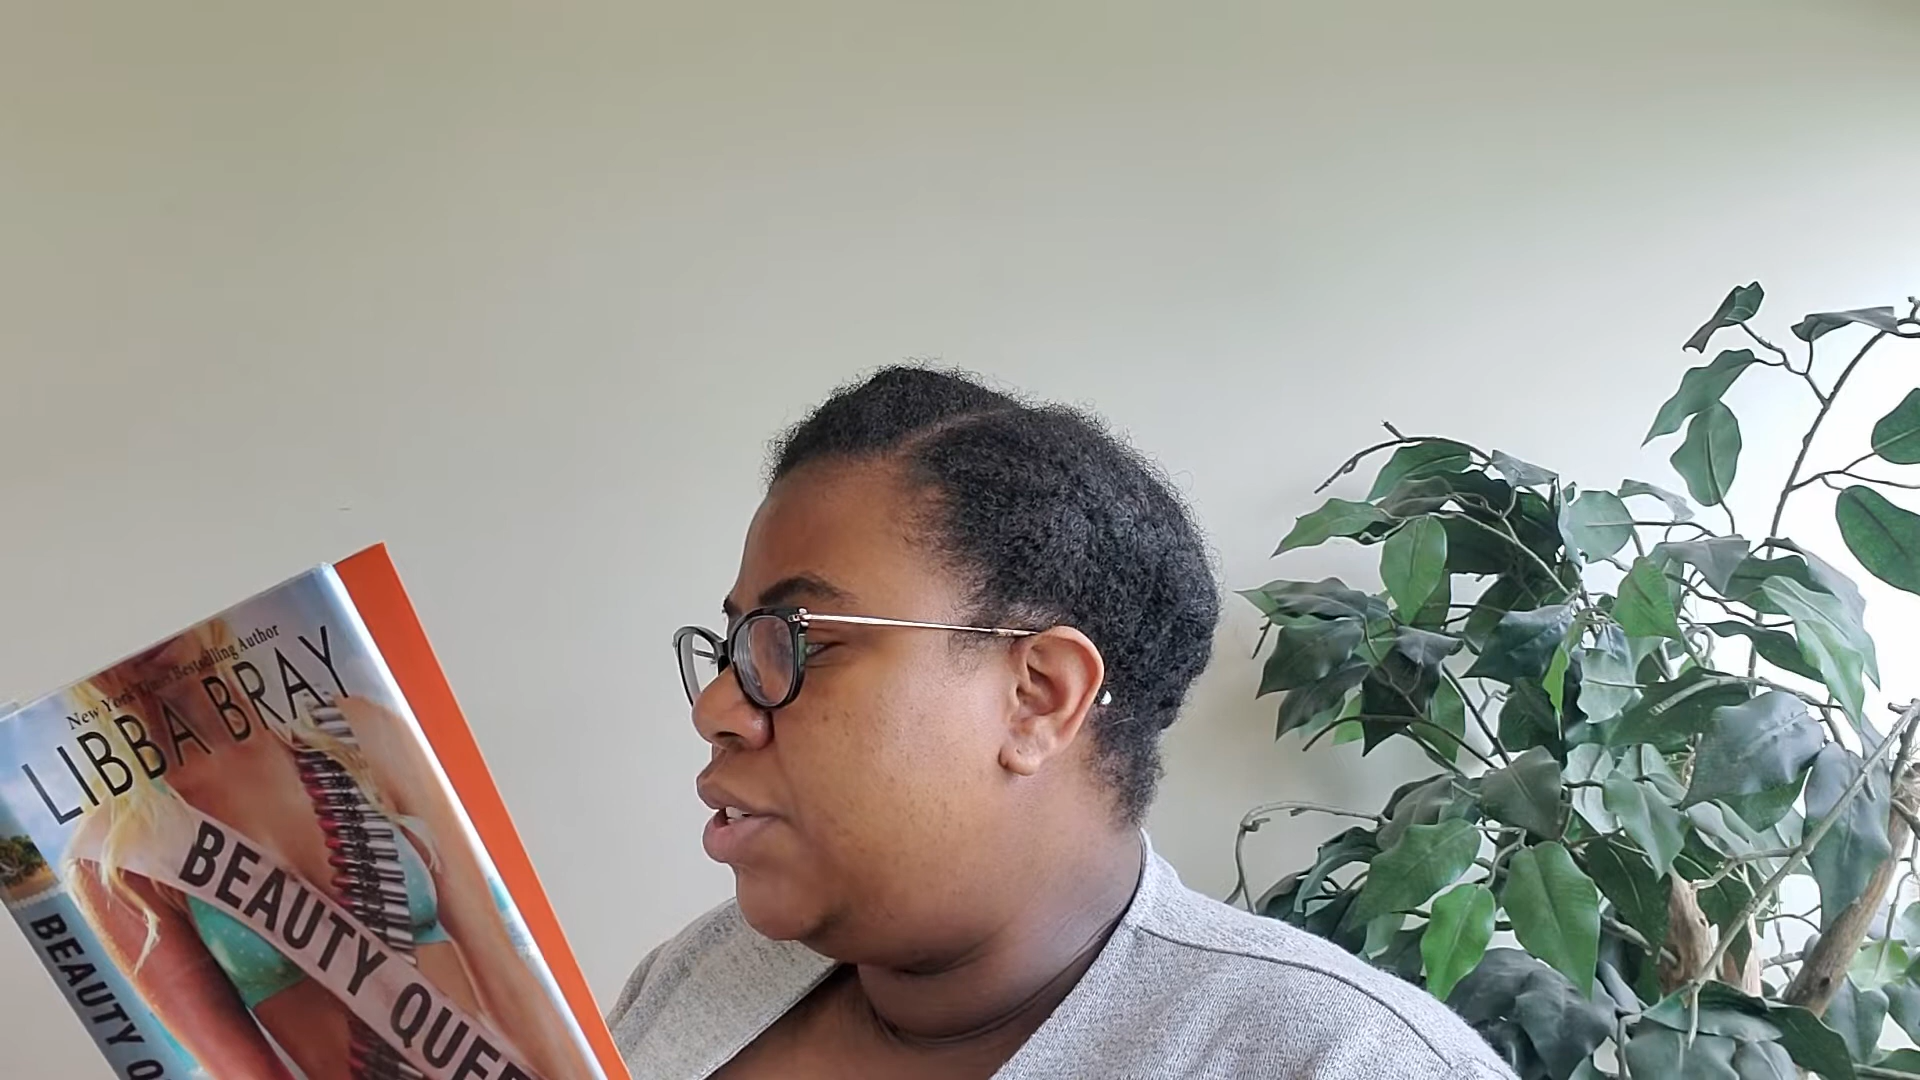 New York Times Bestselling Author
LIBBA BRAY
BEAUTY QUEE
BEAUTY Q